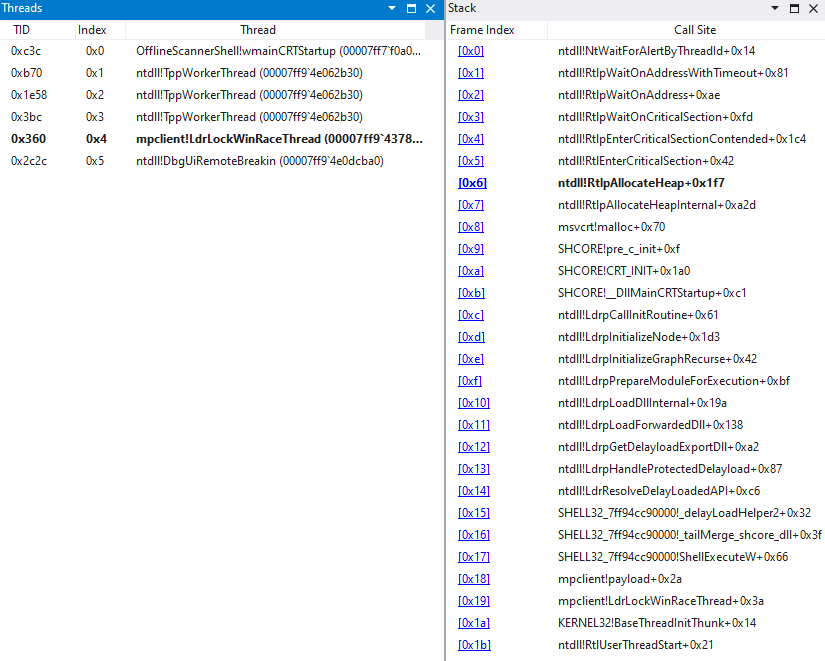 Threads
TID Index Thread
0xc3c 0x0 OfflineScannerShell!wmainCRTStartup (00007ff7`f0a0...
0xb70 0x1 ntdll!TppWorkerThread (00007ff9`4e062b30)
0x1e58 0x2 ntdll!TppWorkerThread (00007ff9`4e062b30)
0x3bc 0x3 ntdll!TppWorkerThread (00007ff9`4e062b30)
0x360 0x4 mpclient!LdrLockWinRaceThread (00007ff9`4378...
0x2c2c 0x5 ntdll!DbgUiRemoteBreakin (00007ff9`4e0dcba0)
Stack
Frame Index Call Site
[0x0] ntdll!NtWaitForAlertByThreadId+0x14
[0x1] ntdll!RtlpWaitOnAddressWithTimeout+0x81
[0x2] ntdll!RtlpWaitOnAddress+0xae
[0x3] ntdll!RtlpWaitOnCriticalSection+0xfd
[0x4] ntdll!RtlpEnterCriticalSectionContended+0x1c4
[0x5] ntdll!RtlEnterCriticalSection+0x42
[0x6] ntdll!RtlpAllocateHeap+0x1f7
[0x7] ntdll!RtlpAllocateHeapInternal+0xa2d
[0x8] msvcrt!malloc+0x70
[0x9] SHCORE!pre_c_init+0xf
[0xa] SHCORE!CRT_INIT+0x1a0
[0xb] SHCORE!__DllMainCRTStartup+0xc1
[0xc] ntdll!LdrpCallInitRoutine+0x61
[0xd] ntdll!LdrpInitializeNode+0x1d3
[0xe] ntdll!LdrpInitializeGraphRecurse+0x42
[0xf] ntdll!LdrpPrepareModuleForExecution+0xbf
[0x10] ntdll!LdrpLoadDllInternal+0x19a
[0x11] ntdll!LdrpLoadForwardedDll+0x138
[0x12] ntdll!LdrpGetDelayloadExportDll+0xa2
[0x13] ntdll!LdrpHandleProtectedDelayload+0x87
[0x14] ntdll!LdrResolveDelayLoadedAPI+0xc6
[0x15] SHELL32_7ff94cc90000!_delayLoadHelper2+0x32
[0x16] SHELL32_7ff94cc90000!_tailMerge_shcore_dll+0x3f
[0x17] SHELL32_7ff94cc90000!ShellExecuteW+0x66
[0x18] mpclient!payload+0x2a
[0x19] mpclient!LdrLockWinRaceThread+0x3a
[0x1a] KERNEL32!BaseThreadInitThunk+0x14
[0x1b] ntdll!RtlUserThreadStart+0x21